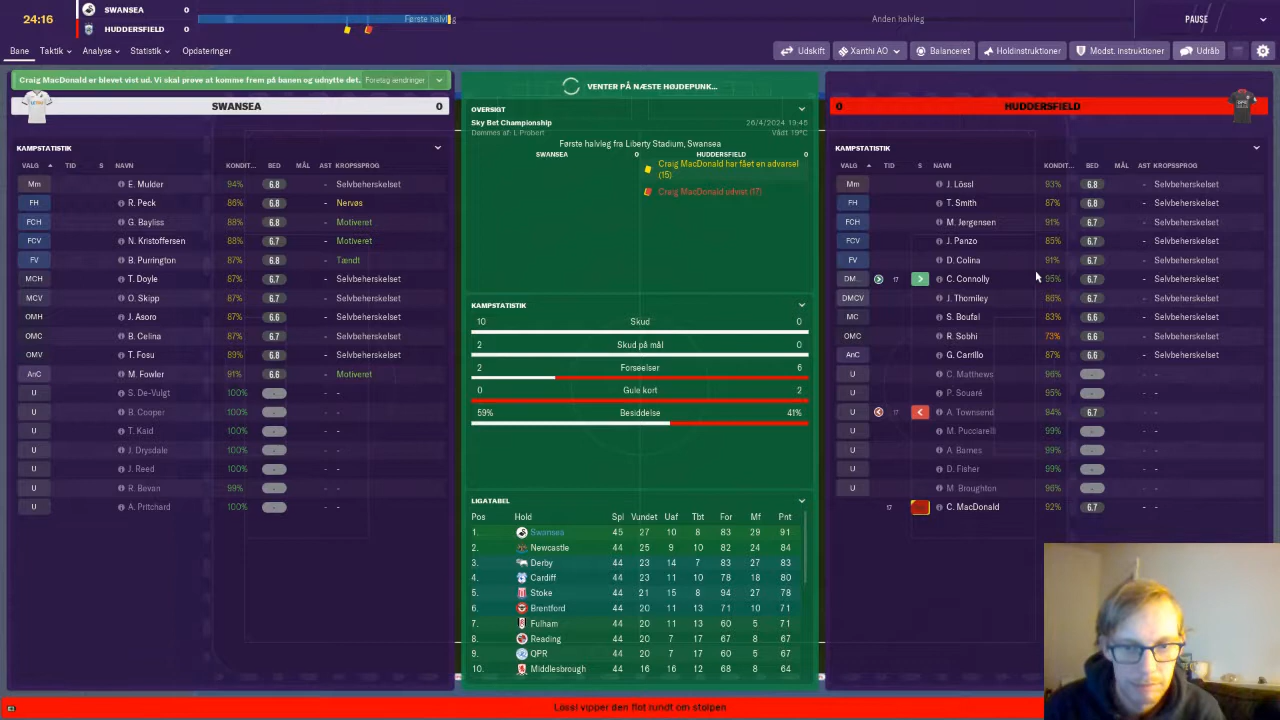 24:16
SWANSEA 0
HUDDERSFIELD 0
Første halvleg
Anden halvleg
PAUSE
Bane Taktik Analyse Statistik Opdateringer
Udskift Xanthi AO Balanceret Holdinstruktioner Modst. instruktioner Udråb
Craig MacDonald er blevet vist ud. Vi skal prøve at komme frem på banen og udnytte det. Foretag ændringer
SWANSEA 0
KAMPSTATISTIK
VALG TID S NAVN KONDIT... BED MÅL AST KROPSSPROG
Mm E. Mulder 94% 6.8 - Selvbeherskelset
FH R. Peck 86% 6.8 - Nervøs
FCH G. Bayliss 88% 6.8 - Motiveret
FCV N. Kristoffersen 88% 6.7 - Motiveret
FV B. Purrington 87% 6.8 - Tændt
MCH T. Doyle 87% 6.7 - Selvbeherskelset
MCV O. Skipp 87% 6.7 - Selvbeherskelset
OMH J. Asoro 87% 6.6 - Selvbeherskelset
OMC B. Celina 87% 6.7 - Selvbeherskelset
OMV T. Fosu 89% 6.8 - Selvbeherskelset
AnC M. Fowler 91% 6.6 - Motiveret
U S. De-Vulgt 100% - - -
U B. Cooper 100% - - -
U T. Kaid 100% - - -
U J. Drysdale 100% - - -
U J. Reed 100% - - -
U R. Bevan 99% - - -
U A. Pritchard 100% - - -
VENTER PÅ NÆSTE HØJDEPUNK...
OVERSIGT
Sky Bet Championship 26/4/2024 19:45
Dømmes af: L Probert Vådt 19°C
Første halvleg fra Liberty Stadium, Swansea
SWANSEA 0 HUDDERSFIELD 0
Craig MacDonald har fået en advarsel
(15)
Craig MacDonald udvist (17)
KAMPSTATISTIK
10 Skud 0
2 Skud på mål 0
2 Forseelser 6
0 Gule kort 2
59% Besiddelse 41%
LIGATABEL
Pos Hold Spl Vundet Uaf Tbt For Mf Pnt
1. Swansea 45 27 10 8 83 29 91
2. Newcastle 44 25 9 10 82 24 84
3. Derby 44 23 14 7 83 27 83
4. Cardiff 44 23 11 10 78 18 80
5. Stoke 44 21 15 8 94 27 78
6. Brentford 44 20 11 13 71 10 71
7. Fulham 44 20 11 13 60 5 71
8. Reading 44 20 7 17 67 8 67
9. QPR 44 20 7 17 60 5 67
10. Middlesbrough 44 16 16 12 68 8 64
0 HUDDERSFIELD
KAMPSTATISTIK
VALG TID S NAVN KONDIT... BED MÅL AST KROPSSPROG
Mm J. Lössl 93% 6.8 - Selvbeherskelset
FH T. Smith 87% 6.8 - Selvbeherskelset
FCH M. Jørgensen 91% 6.7 - Selvbeherskelset
FCV J. Panzo 85% 6.7 - Selvbeherskelset
FV D. Colina 91% 6.7 - Selvbeherskelset
DM 17 C. Connolly 95% 6.7 - Selvbeherskelset
DMCV J. Thorniley 86% 6.7 - Selvbeherskelset
MC S. Boufal 83% 6.6 - Selvbeherskelset
OMC R. Sobhi 73% 6.6 - Selvbeherskelset
AnC G. Carrillo 87% 6.6 - Selvbeherskelset
U C. Matthews 96% - - -
U P. Souaré 95% - - -
U 17 A. Townsend 84% 6.7 - -
U M. Pucciarelli 99% - - -
U A. Barnes 99% - - -
U D. Fisher 99% - - -
U M. Broughton 96% - - -
17 C. MacDonald 92% 6.7 - -
Lössl vipper den flot rundt om stolpen